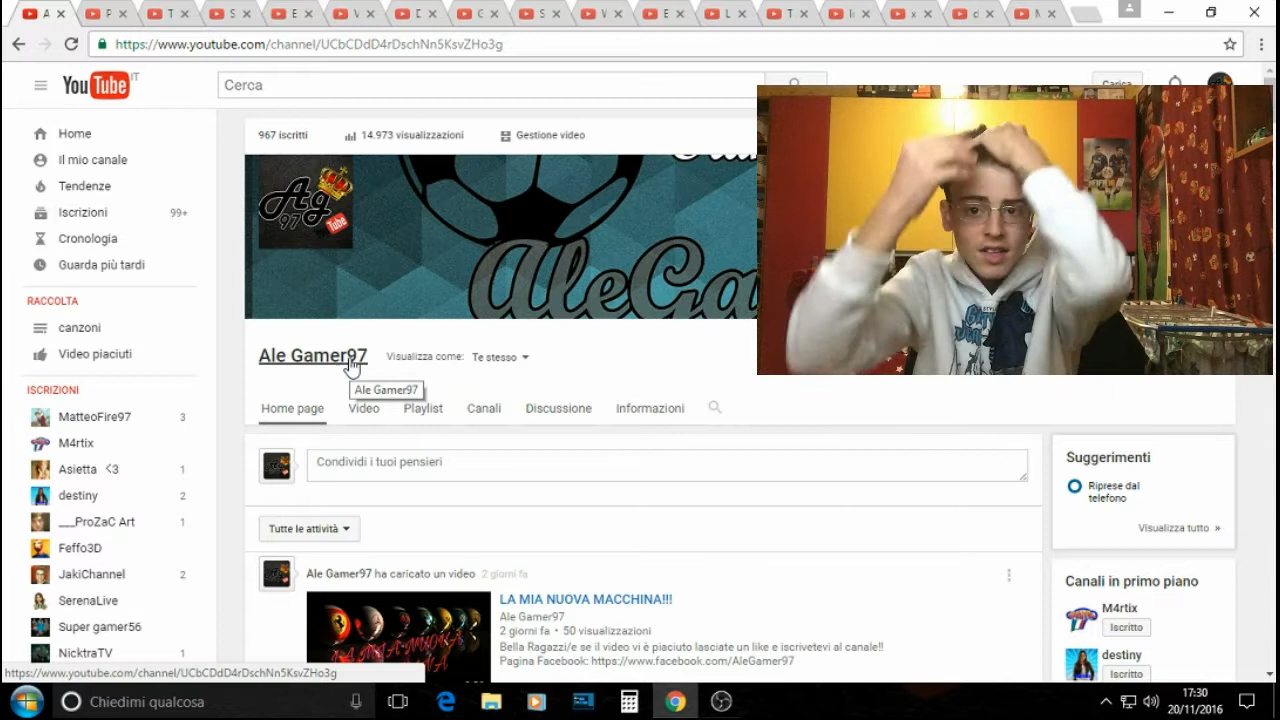 https://www.youtube.com/channel/UCbCDdD4rDschNn5KsvZHo3g
YouTube IT
Cerca
Carica
Home
Il mio canale
Tendenze
Iscrizioni 99+
Cronologia
Guarda più tardi
RACCOLTA
canzoni
Video piaciuti
ISCRIZIONI
MatteoFire97 3
M4rtix
Asietta <3 1
destiny 2
___ProZaC Art 1
Feffo3D
JakiChannel 2
SerenaLive
Super gamer56
NicktraTV 1
967 iscritti
14.973 visualizzazioni
Gestione video
Ag
97
Tube
AleGa
Ale Gamer97
Visualizza come: Te stesso
Ale Gamer97
Home page
Video
Playlist
Canali
Discussione
Informazioni
Condividi i tuoi pensieri
Tutte le attività
Ale Gamer97 ha caricato un video 2 giorni fa
LA MIA NUOVA MACCHINA!!!
Ale Gamer97
2 giorni fa • 50 visualizzazioni
Bella Ragazzi/e se il video vi è piaciuto lasciate un like e iscrivetevi al canale!!
Pagina Facebook: https://www.facebook.com/AleGamer97
Suggerimenti
Riprese dal
telefono
Visualizza tutto »
Canali in primo piano
M4rtix
Iscritto
destiny
Iscritto
https://www.youtube.com/channel/UCbCDdD4rDschNn5KsvZHo3g
Chiedimi qualcosa
17:30
20/11/2016